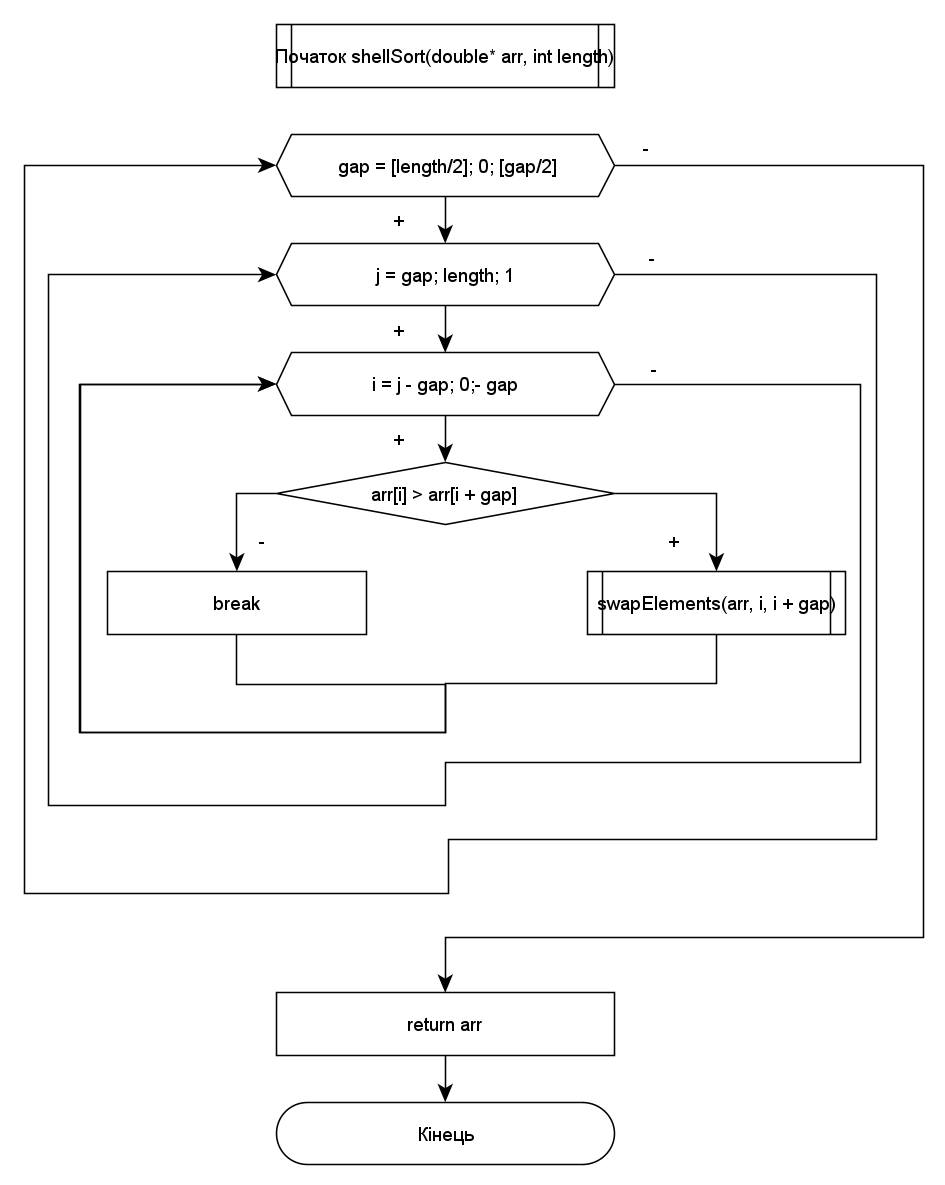 Початок shellSort(double* arr, int length)
gap = [length/2]; 0; [gap/2]
-
+
j = gap; length; 1
-
+
i = j - gap; 0;- gap
-
+
arr[i] > arr[i + gap]
-
+
break
swapElements(arr, i, i + gap)
return arr
Кінець